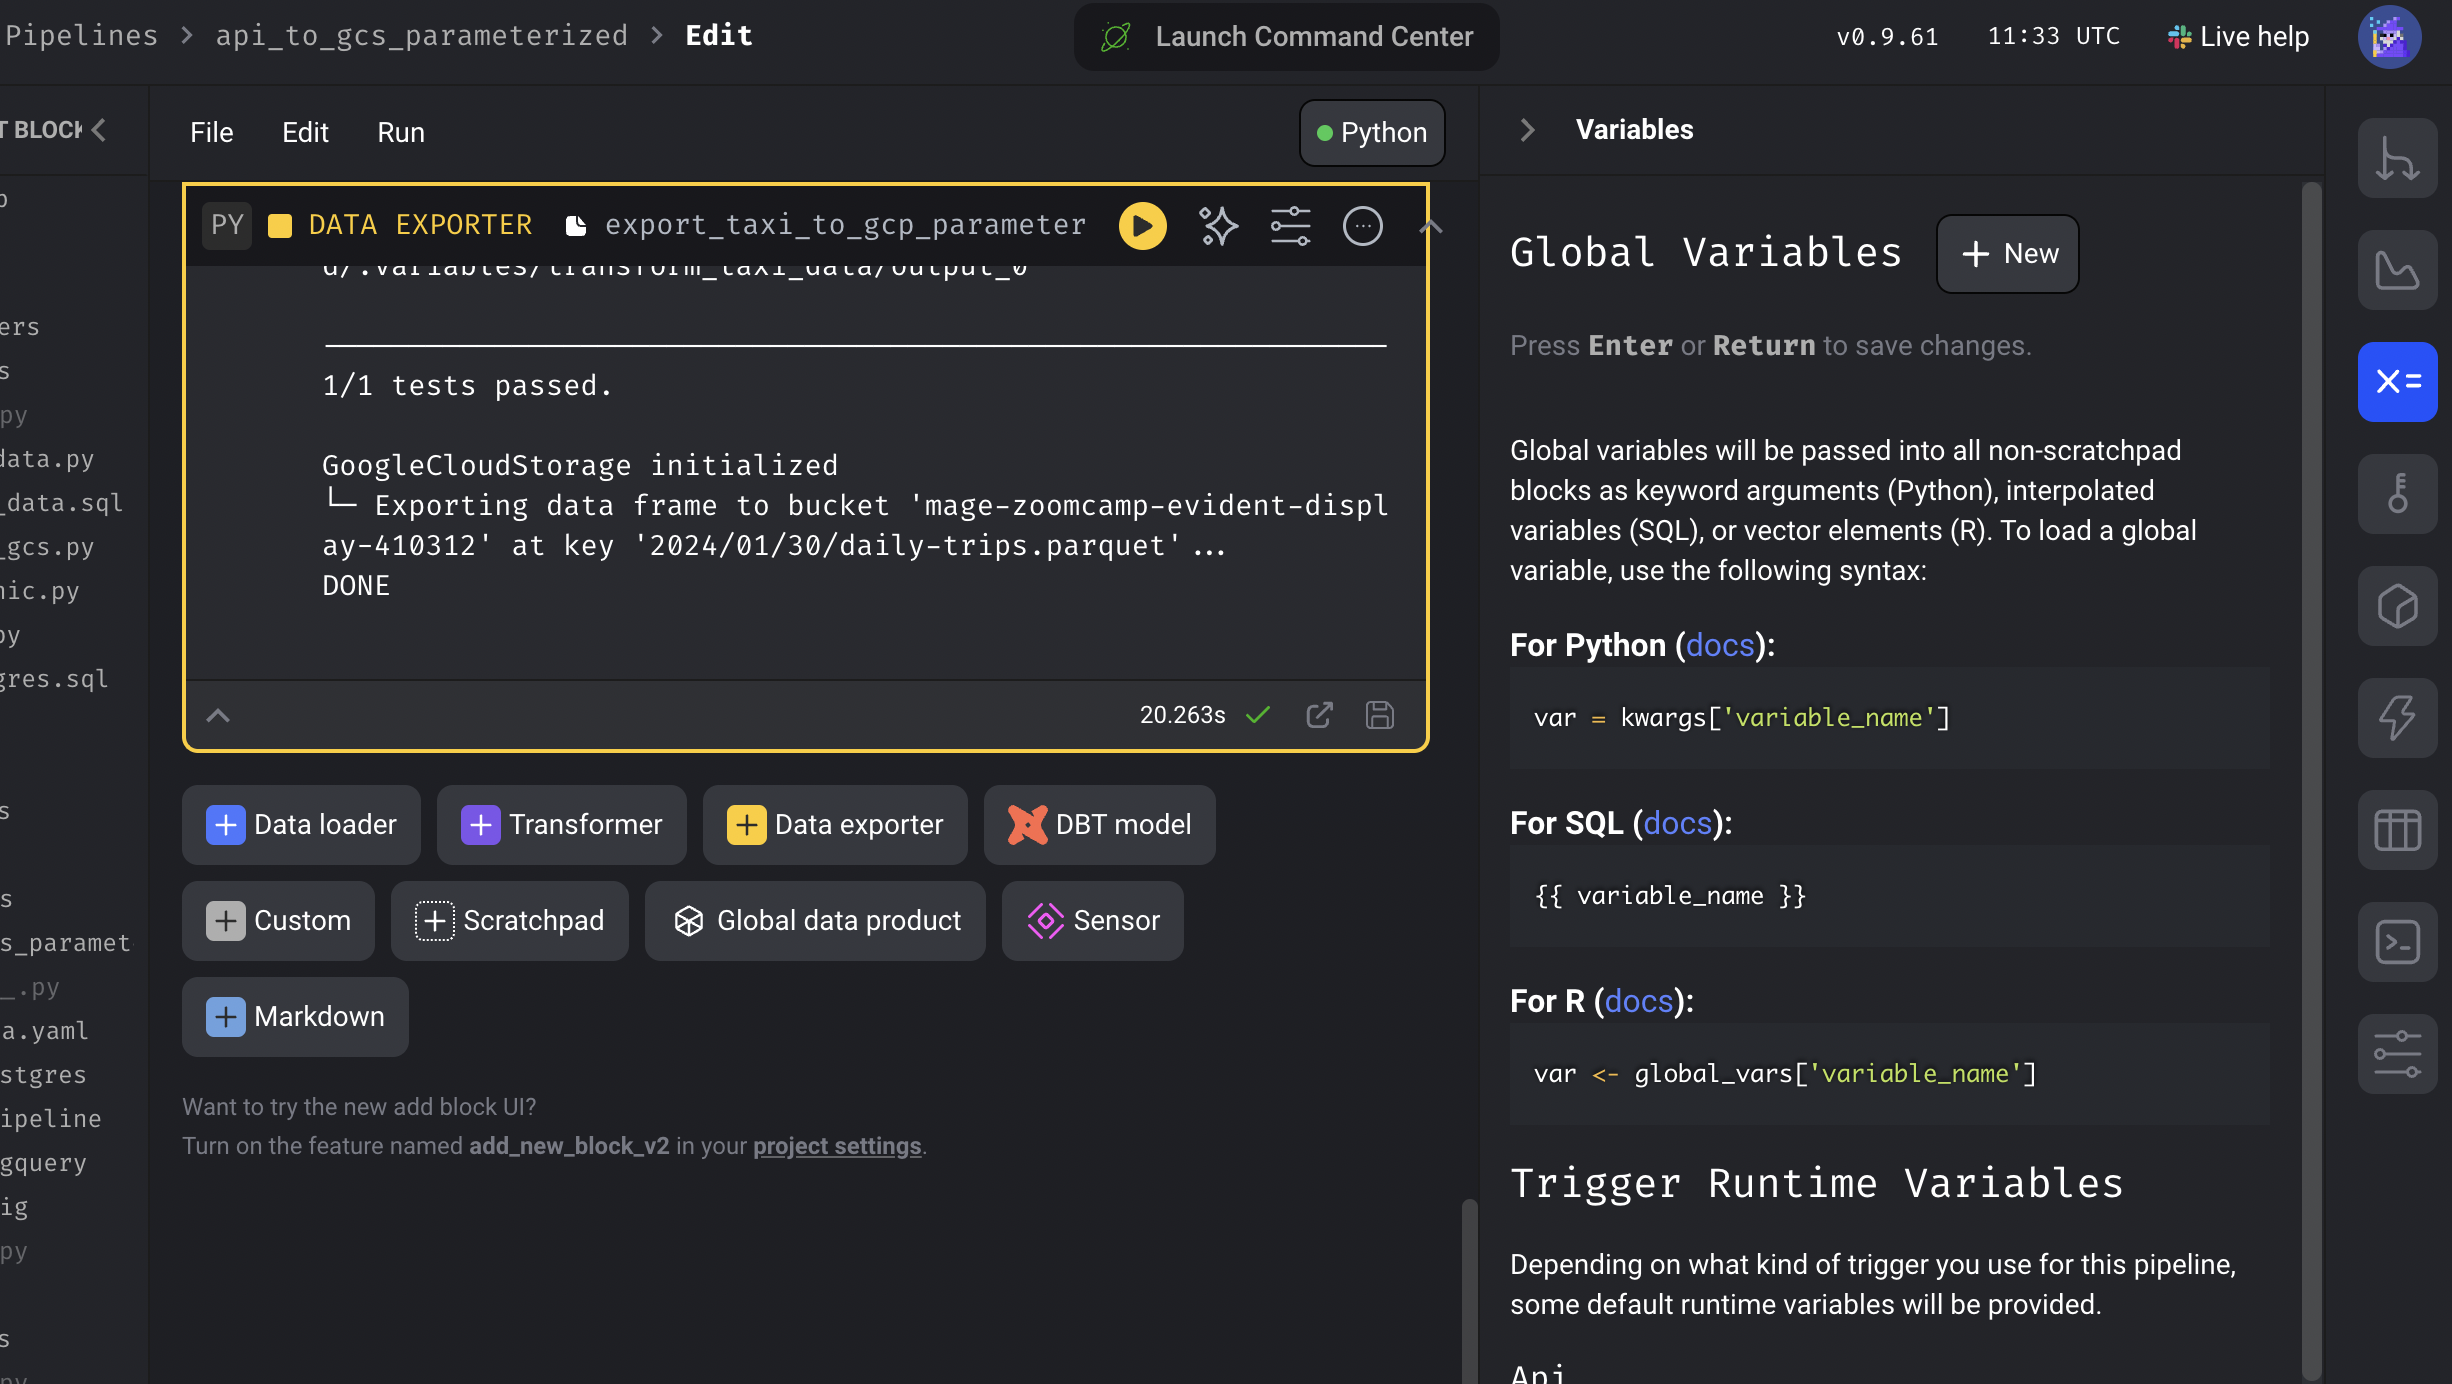 Pipelines > api_to_gcs_parameterized > Edit
Launch Command Center
v0.9.61
11:33 UTC
Live help
T BLOCK
ers
s
py
data.py
_data.sql
_gcs.py
nic.py
py
gres.sql
s
s
s_paramet
_.py
a.yaml
stgres
ipeline
gquery
ig
py
s
File Edit Run
Python
PY DATA EXPORTER export_taxi_to_gcp_parameter
d/.variables/transform_taxi_data/output_0
1/1 tests passed.
GoogleCloudStorage initialized
└─ Exporting data frame to bucket 'mage-zoomcamp-evident-displ
ay-410312' at key '2024/01/30/daily-trips.parquet'...
DONE
20.263s
Data loader
Transformer
Data exporter
DBT model
Custom
Scratchpad
Global data product
Sensor
Markdown
Want to try the new add block UI?
Turn on the feature named add_new_block_v2 in your project settings.
Variables
Global Variables
+ New
Press Enter or Return to save changes.
Global variables will be passed into all non-scratchpad
blocks as keyword arguments (Python), interpolated
variables (SQL), or vector elements (R). To load a global
variable, use the following syntax:
For Python (docs):
var = kwargs['variable_name']
For SQL (docs):
{{ variable_name }}
For R (docs):
var <- global_vars['variable_name']
Trigger Runtime Variables
Depending on what kind of trigger you use for this pipeline,
some default runtime variables will be provided.
Api